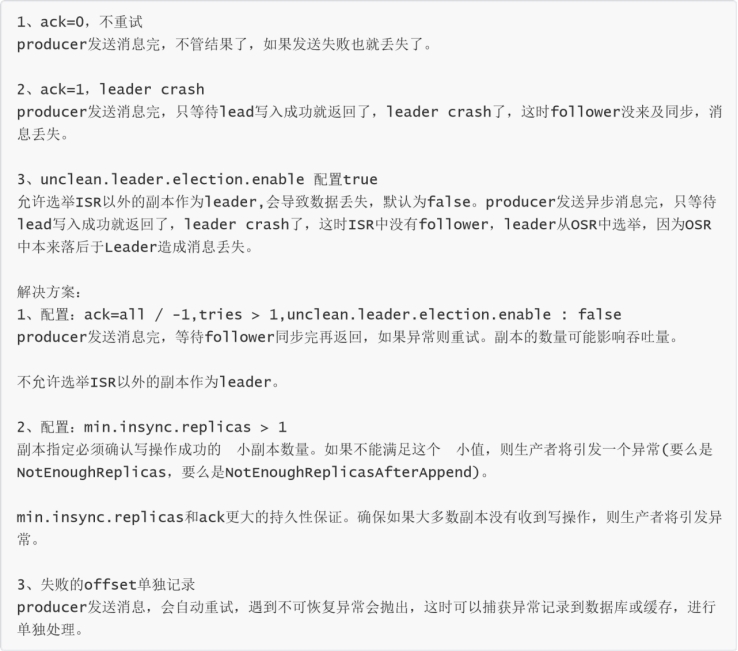 1、ack=0，不重试
producer发送消息完，不管结果了，如果发送失败也就丢失了。
2、ack=1，leader crash
producer发送消息完，只等待lead写入成功就返回了，leader crash了，这时follower没来及同步，消
息丢失。
3、unclean.leader.election.enable 配置true
允许选举ISR以外的副本作为leader,会导致数据丢失，默认为false。producer发送异步消息完，只等待
lead写入成功就返回了，leader crash了，这时ISR中没有follower，leader从OSR中选举，因为OSR
中本来落后于Leader造成消息丢失。
解决方案：
1、配置：ack=all / -1,tries > 1,unclean.leader.election.enable : false
producer发送消息完，等待follower同步完再返回，如果异常则重试。副本的数量可能影响吞吐量。
不允许选举ISR以外的副本作为leader。
2、配置：min.insync.replicas > 1
副本指定必须确认写操作成功的 小副本数量。如果不能满足这个 小值，则生产者将引发一个异常(要么是
NotEnoughReplicas，要么是NotEnoughReplicasAfterAppend)。
min.insync.replicas和ack更大的持久性保证。确保如果大多数副本没有收到写操作，则生产者将引发异
常。
3、失败的offset单独记录
producer发送消息，会自动重试，遇到不可恢复异常会抛出，这时可以捕获异常记录到数据库或缓存，进行
单独处理。